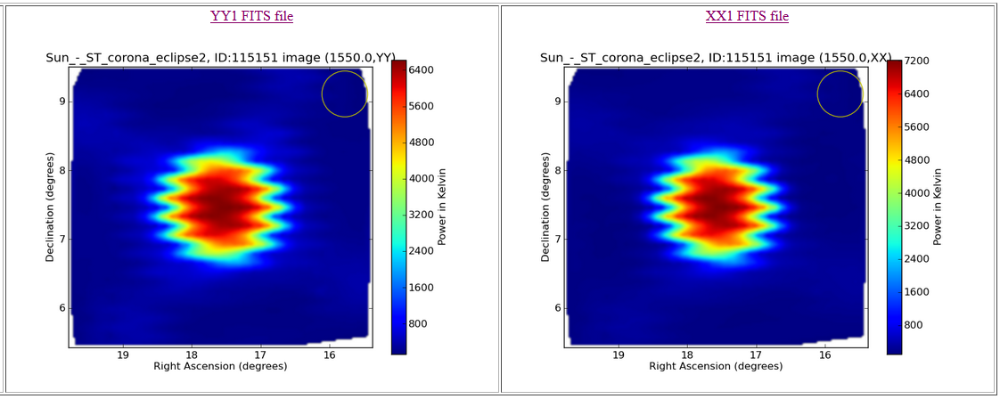 YY1 FITS file
Sun_-_ST_corona_eclipse2, ID:115151 image (1550.0,YY)
9
8
7
6
Declination (degrees)
19 18 17 16
Right Ascension (degrees)
6400
5600
4800
4000
3200
2400
1600
800
Power in Kelvin
XX1 FITS file
Sun_-_ST_corona_eclipse2, ID:115151 image (1550.0,XX)
9
8
7
6
Declination (degrees)
19 18 17 16
Right Ascension (degrees)
7200
6400
5600
4800
4000
3200
2400
1600
800
Power in Kelvin